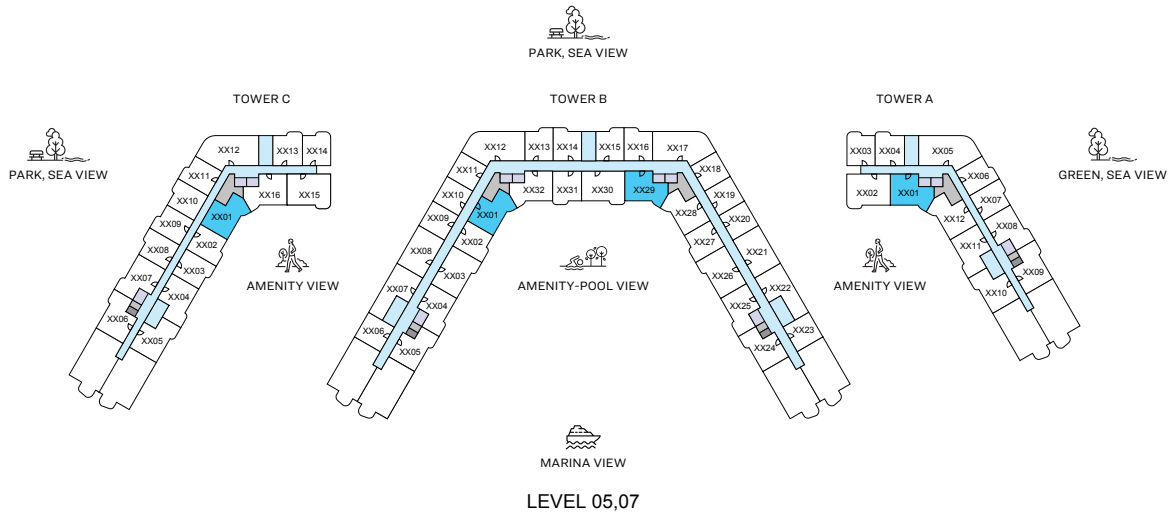 PARK, SEA VIEW
TOWER C
TOWER B
TOWER A
PARK, SEA VIEW
GREEN, SEA VIEW
XX12
XX13
XX14
XX11
XX10
XX09
XX08
XX07
XX06
XX05
XX04
XX03
XX02
XX01
XX16
XX15
XX12
XX13
XX14
XX15
XX16
XX17
XX11
XX10
XX09
XX08
XX07
XX06
XX05
XX04
XX03
XX02
XX01
XX32
XX31
XX30
XX29
XX28
XX27
XX26
XX25
XX24
XX18
XX19
XX20
XX21
XX22
XX23
XX03
XX04
XX05
XX02
XX01
XX06
XX07
XX08
XX09
XX12
XX11
XX10
AMENITY VIEW
AMENITY-POOL VIEW
AMENITY VIEW
MARINA VIEW
LEVEL 05,07